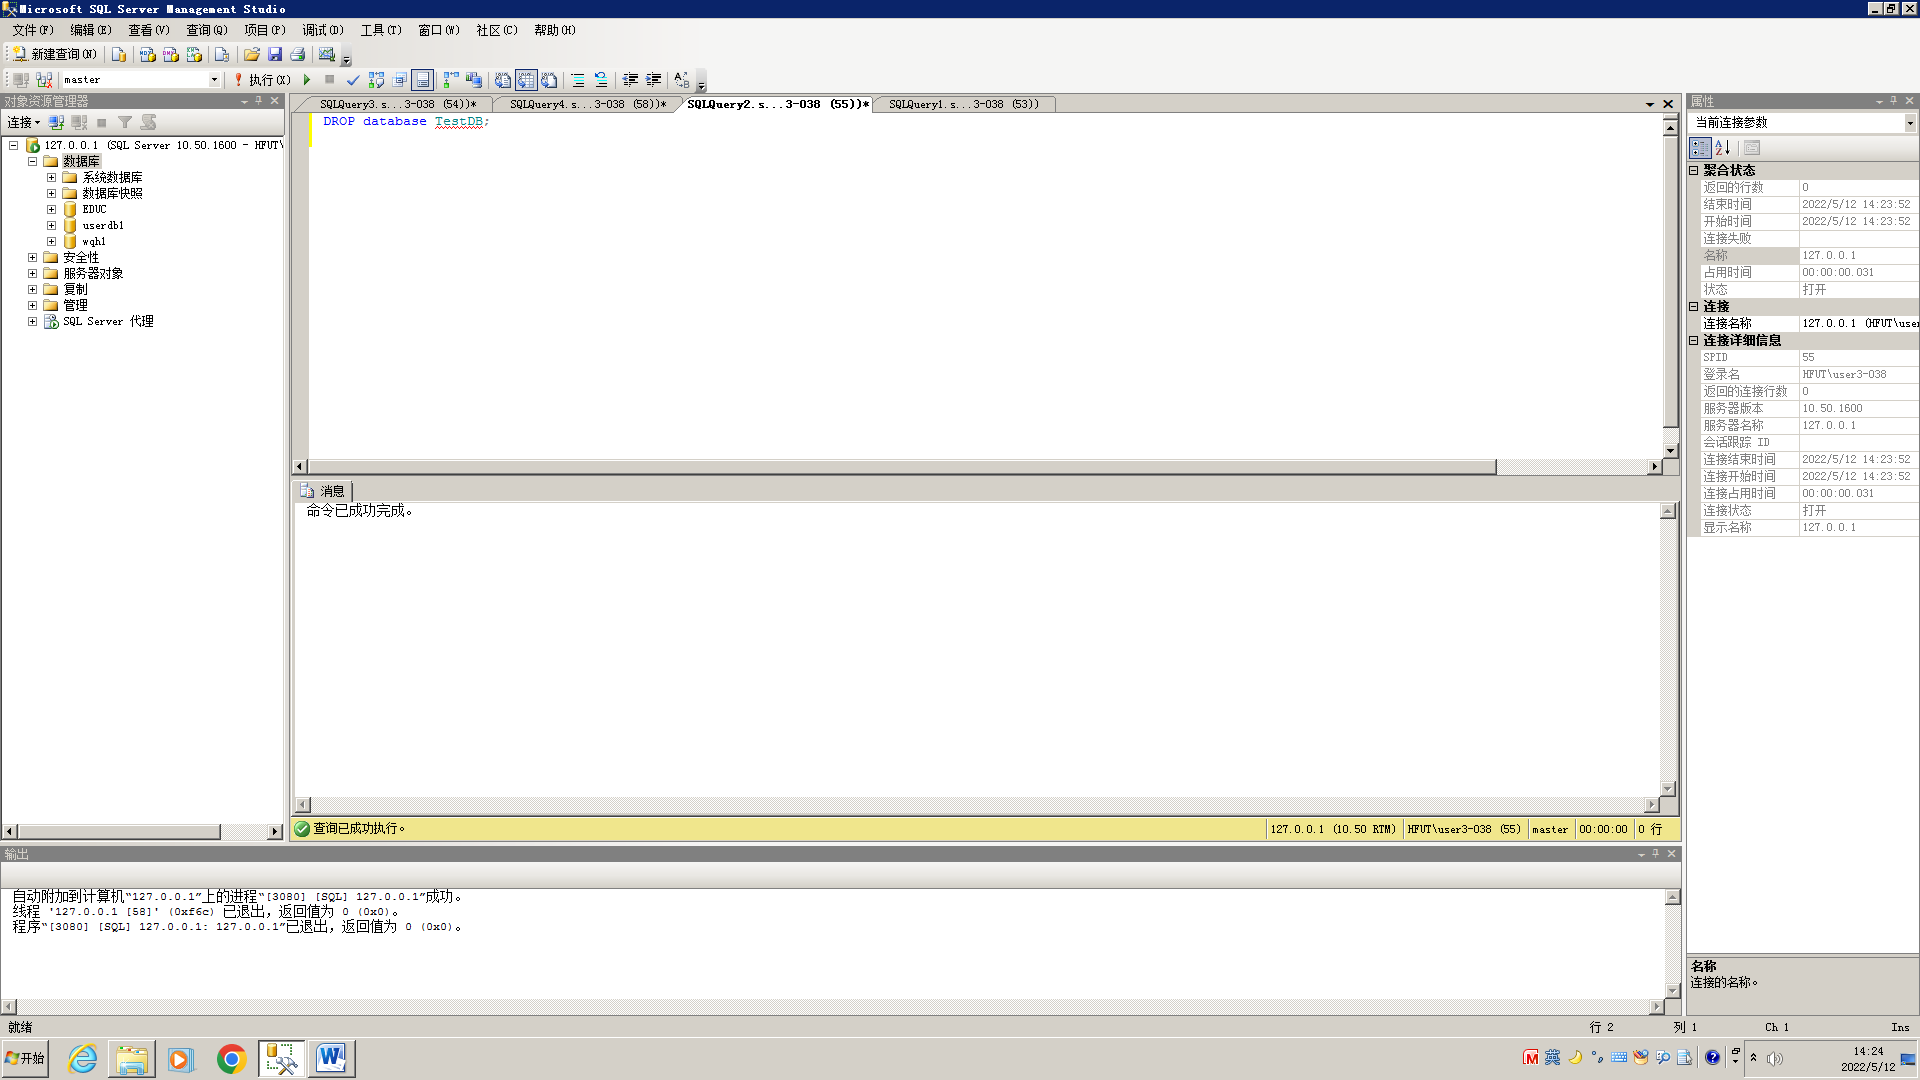 Microsoft SQL Server Management Studio
文件(F) 编辑(E) 查看(V) 查询(Q) 项目(P) 调试(D) 工具(T) 窗口(W) 社区(C) 帮助(H)
新建查询(N)
master 执行(X)
对象资源管理器
连接
127.0.0.1 (SQL Server 10.50.1600 - HFUT\
数据库
系统数据库
数据库快照
EDUC
userdb1
wqh1
安全性
服务器对象
复制
管理
SQL Server 代理
SQLQuery3.s...3-038 (54))* SQLQuery4.s...3-038 (58))* SQLQuery2.s...3-038 (55))* SQLQuery1.s...3-038 (53))
DROP database TestDB;
消息
命令已成功完成。
查询已成功执行。 127.0.0.1 (10.50 RTM) HFUT\user3-038 (55) master 00:00:00 0 行
属性
当前连接参数
聚合状态
返回的行数 0
结束时间 2022/5/12 14:23:52
开始时间 2022/5/12 14:23:52
连接失败
名称 127.0.0.1
占用时间 00:00:00.031
状态 打开
连接
连接名称 127.0.0.1 (HFUT\user
连接详细信息
SPID 55
登录名 HFUT\user3-038
返回的连接行数 0
服务器版本 10.50.1600
服务器名称 127.0.0.1
会话跟踪 ID
连接结束时间 2022/5/12 14:23:52
连接开始时间 2022/5/12 14:23:52
连接占用时间 00:00:00.031
连接状态 打开
显示名称 127.0.0.1
名称
连接的名称。
输出
自动附加到计算机“127.0.0.1”上的进程“[3080] [SQL] 127.0.0.1”成功。
线程 '127.0.0.1 [58]' (0xf6c) 已退出，返回值为 0 (0x0)。
程序“[3080] [SQL] 127.0.0.1: 127.0.0.1”已退出，返回值为 0 (0x0)。
就绪 行 2 列 1 Ch 1 Ins
开始
英
14:24
2022/5/12